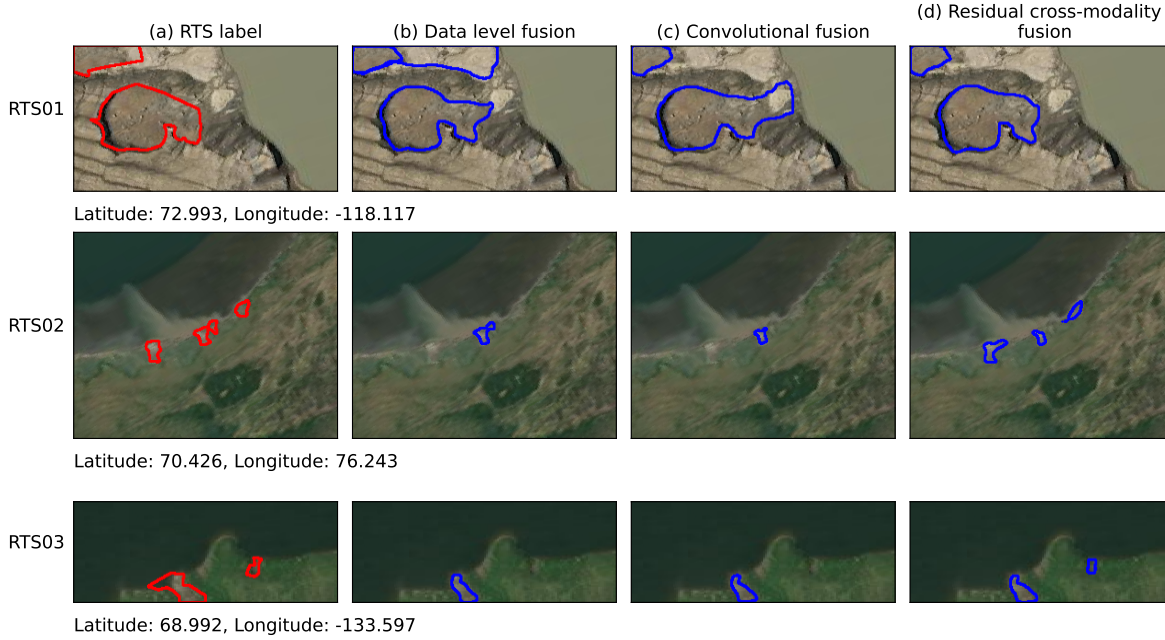 (a) RTS label
(b) Data level fusion
(c) Convolutional fusion
(d) Residual cross-modality
fusion
RTS01
Latitude: 72.993, Longitude: -118.117
RTS02
Latitude: 70.426, Longitude: 76.243
RTS03
Latitude: 68.992, Longitude: -133.597